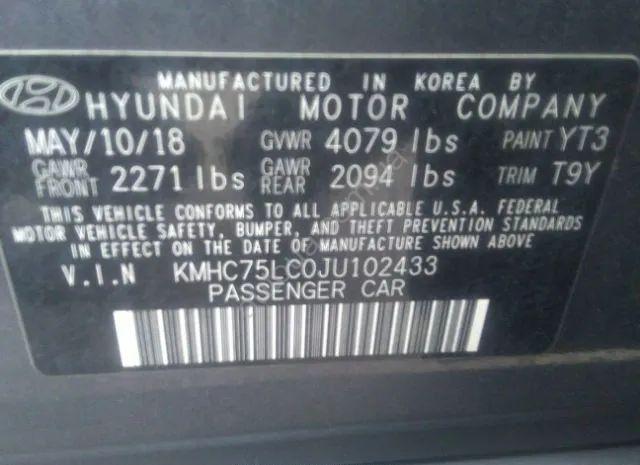 MANUFACTURED IN KOREA BY
HYUNDAI MOTOR COMPANY
MAY/10/18 GVWR 4079 lbs PAINT YT3
GAWR FRONT 2271 lbs GAWR REAR 2094 lbs TRIM T9Y
THIS VEHICLE CONFORMS TO ALL APPLICABLE U.S.A. FEDERAL
MOTOR VEHICLE SAFETY, BUMPER, AND THEFT PREVENTION STANDARDS
IN EFFECT ON THE DATE OF MANUFACTURE SHOWN ABOVE
V.I.N KMHC75LC0JU102433
PASSENGER CAR